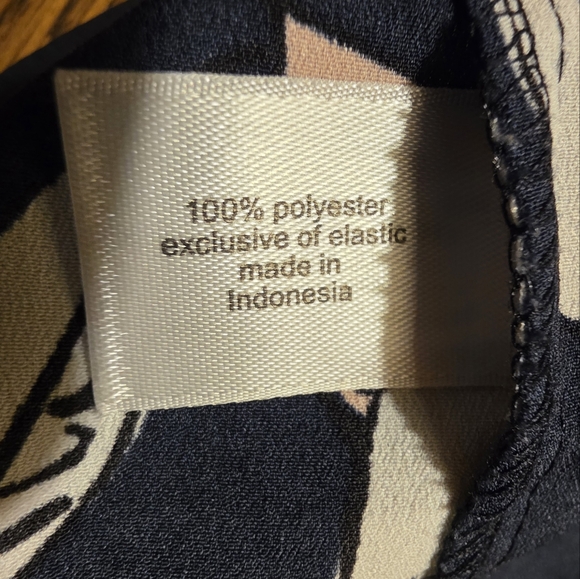 100% polyester
exclusive of elastic
made in
Indonesia